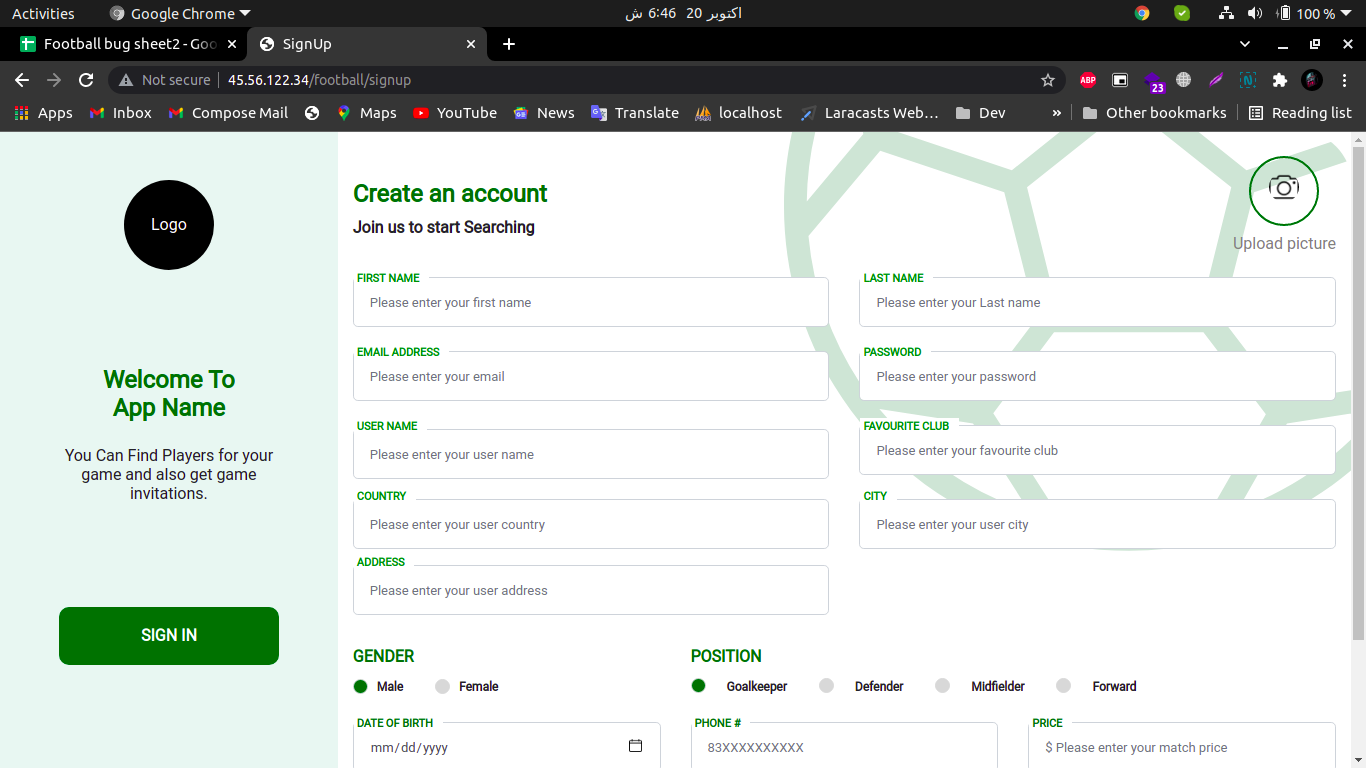 Activities Google Chrome اکتوبر 20 6:46 ش 100 %
Football bug sheet2 - Goo SignUp
Not secure 45.56.122.34/football/signup ABP 23
Apps Inbox Compose Mail Maps YouTube News Translate localhost Laracasts Web... Dev » Other bookmarks Reading list
Logo
Welcome To
App Name
You Can Find Players for your
game and also get game
invitations.
SIGN IN
Create an account
Join us to start Searching
Upload picture
FIRST NAME LAST NAME
Please enter your first name Please enter your Last name
EMAIL ADDRESS PASSWORD
Please enter your email Please enter your password
USER NAME FAVOURITE CLUB
Please enter your user name Please enter your favourite club
COUNTRY CITY
Please enter your user country Please enter your user city
ADDRESS
Please enter your user address
GENDER POSITION
Male Female Goalkeeper Defender Midfielder Forward
DATE OF BIRTH PHONE # PRICE
mm/dd/yyyy 83XXXXXXXXXX $ Please enter your match price